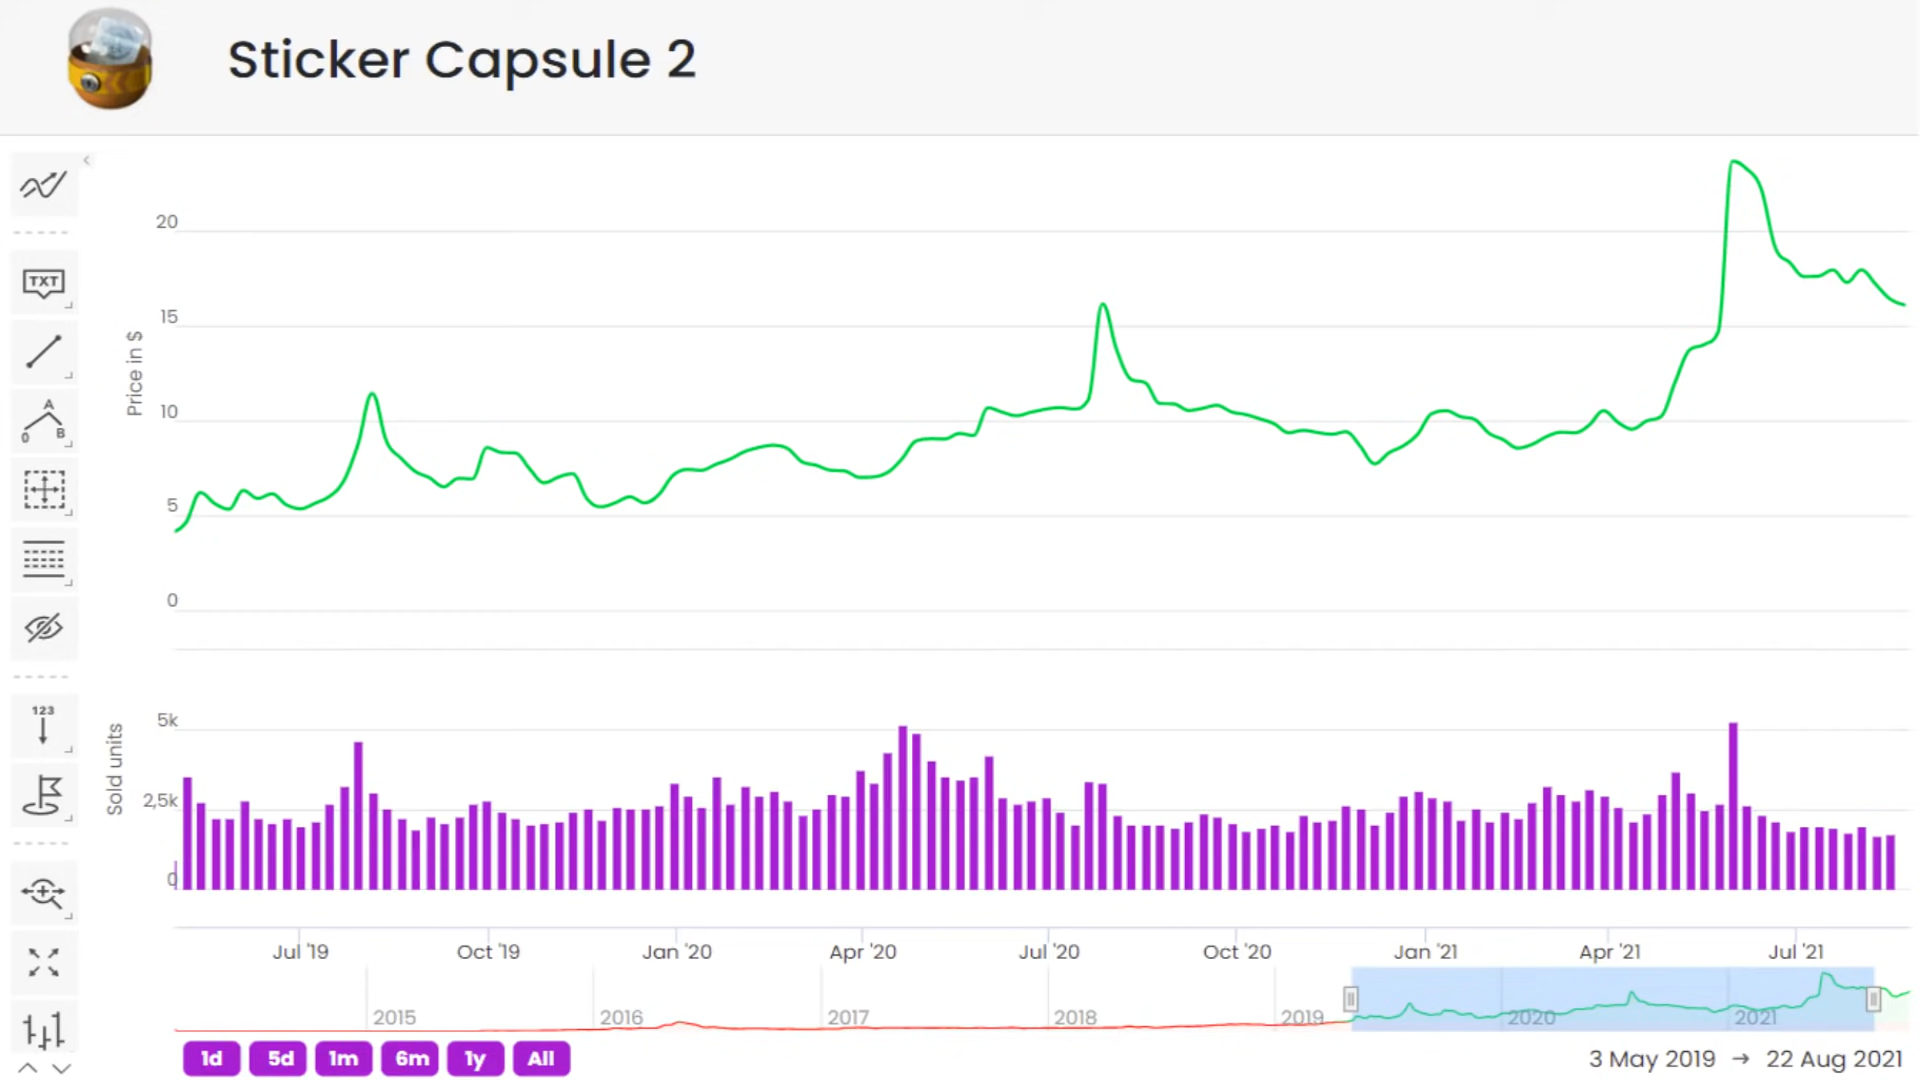 Sticker Capsule 2
TXT
A
0 B
123
Price in $
20
15
10
5
0
Sold units
5k
2,5k
0
Jul '19 Oct '19 Jan '20 Apr '20 Jul '20 Oct '20 Jan '21 Apr '21 Jul '21
2015 2016 2017 2018 2019 2020 2021
1d 5d 1m 6m 1y All
3 May 2019 → 22 Aug 2021